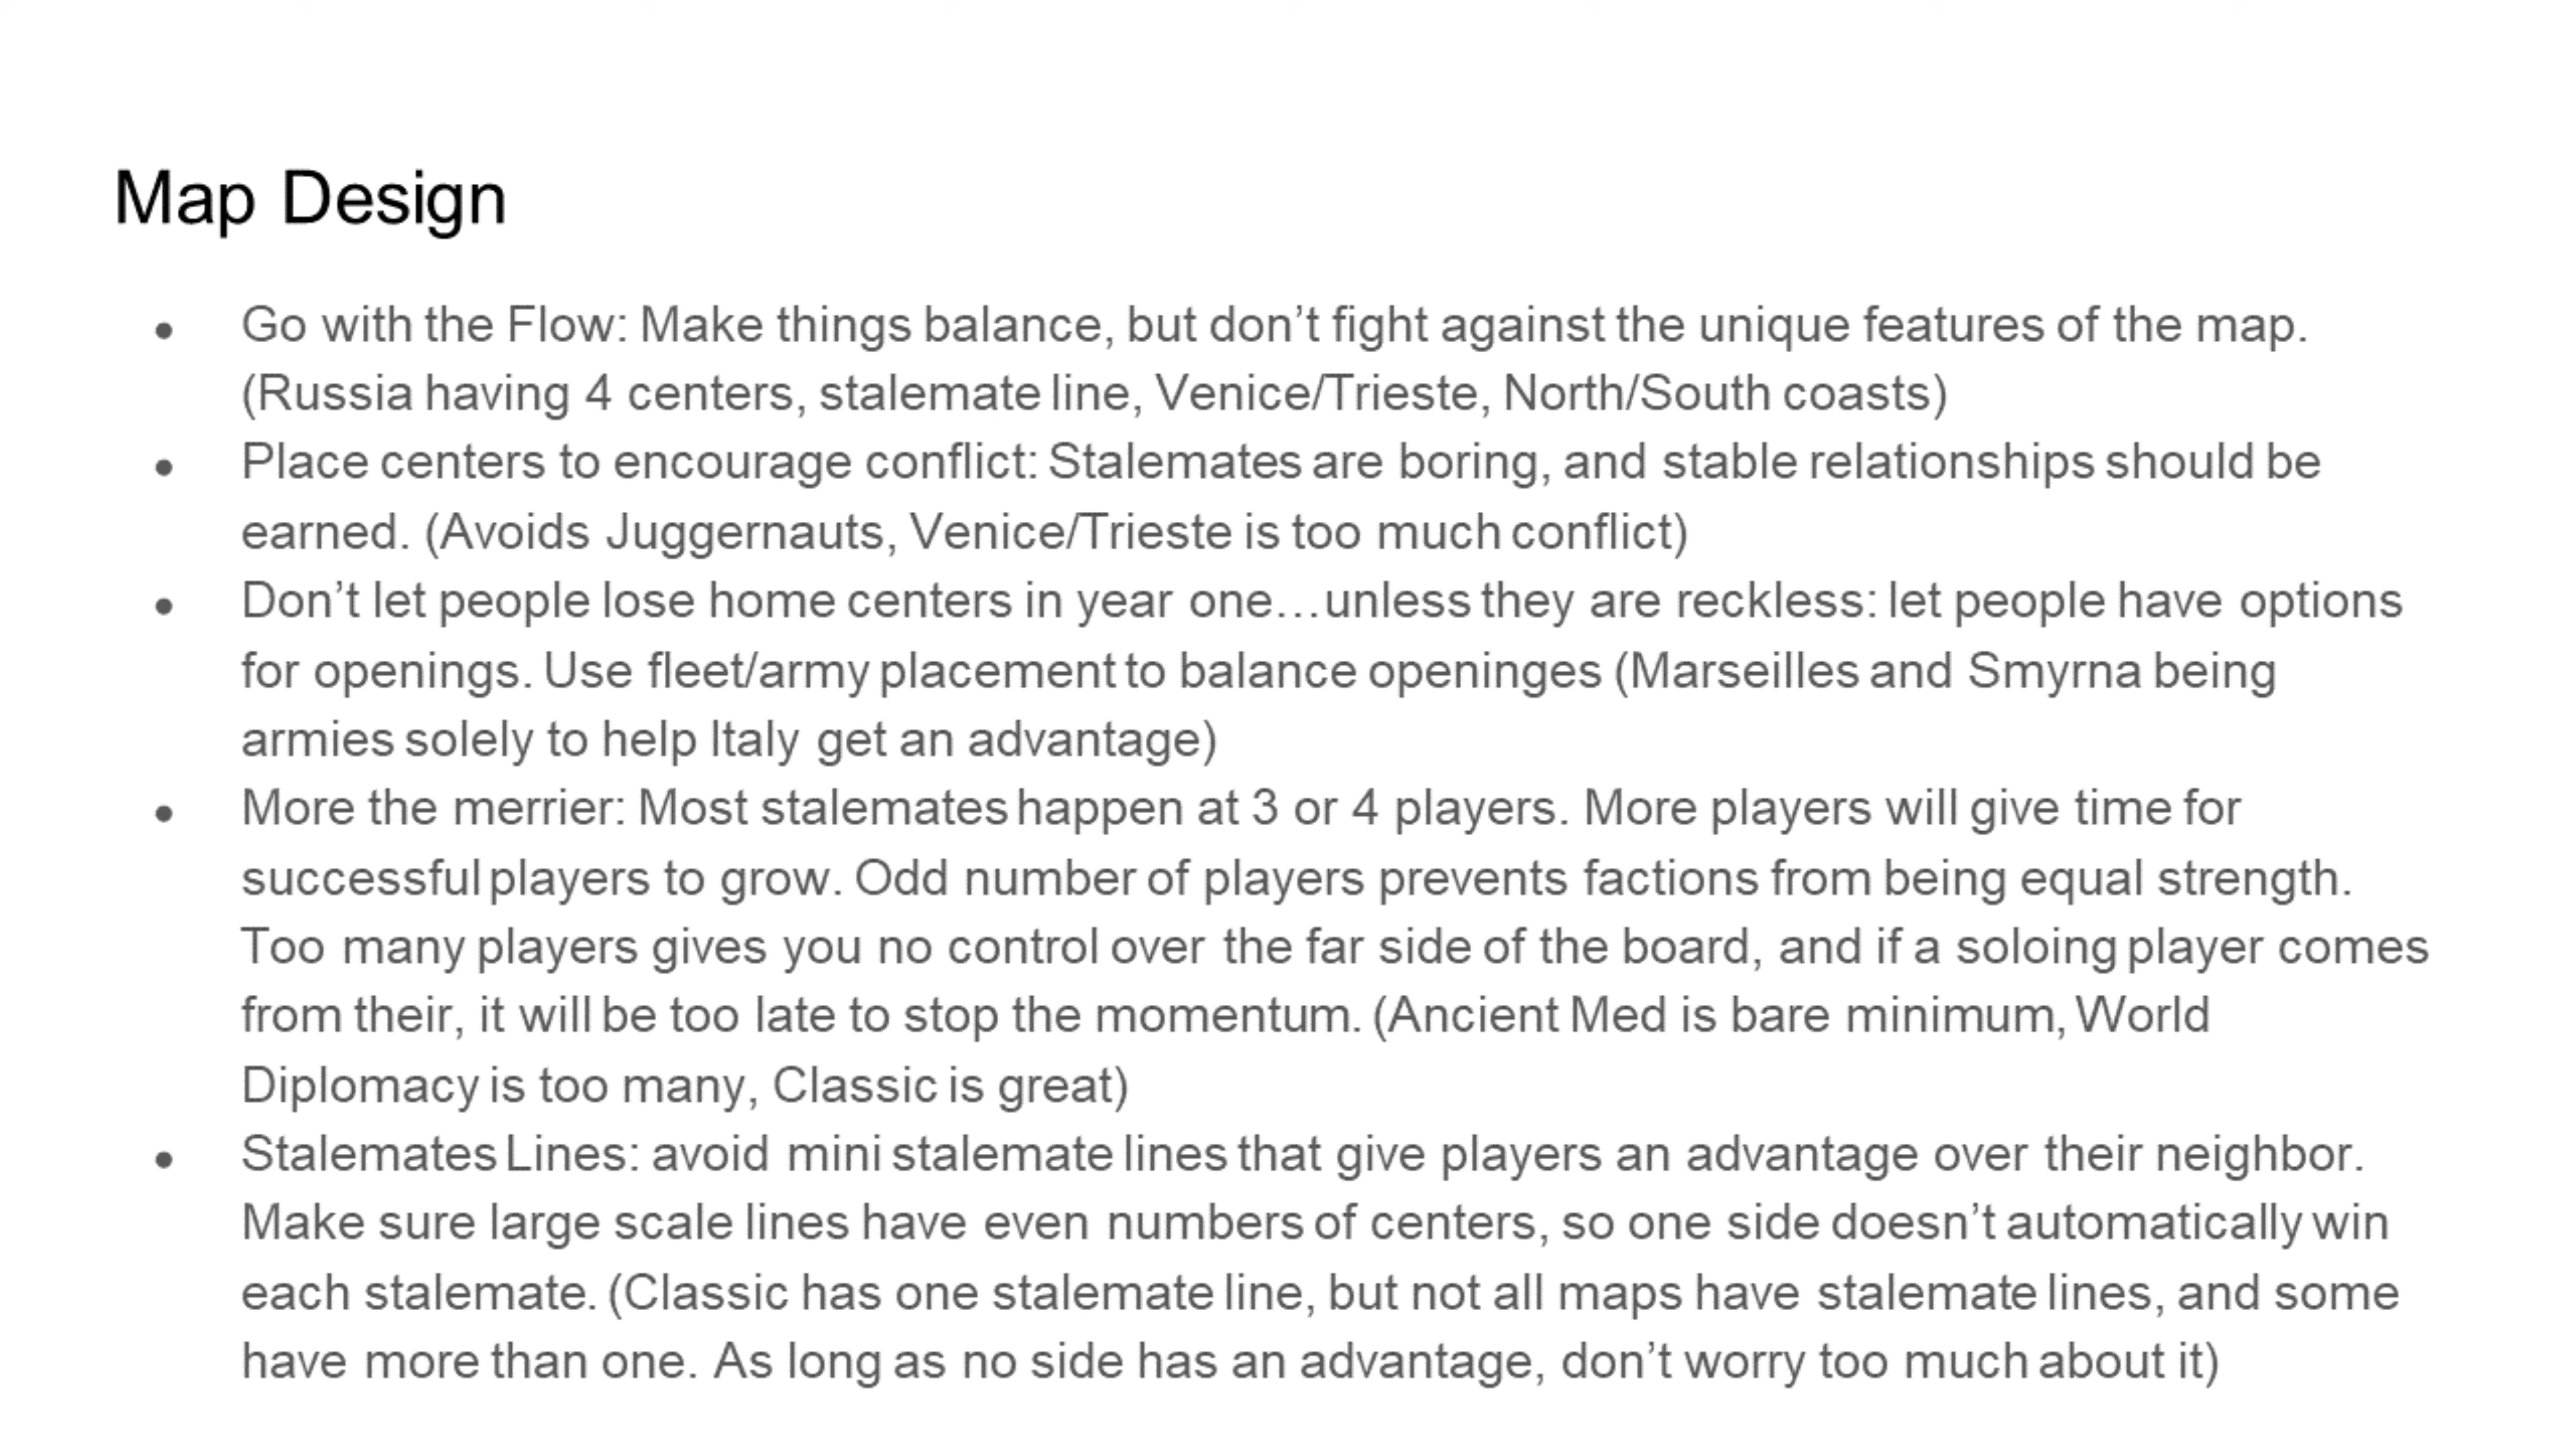 Map Design
● Go with the Flow: Make things balance, but don’t fight against the unique features of the map.
(Russia having 4 centers, stalemate line, Venice/Trieste, North/South coasts)
● Place centers to encourage conflict: Stalemates are boring, and stable relationships should be
earned. (Avoids Juggernauts, Venice/Trieste is too much conflict)
● Don’t let people lose home centers in year one…unless they are reckless: let people have options
for openings. Use fleet/army placement to balance openinges (Marseilles and Smyrna being
armies solely to help Italy get an advantage)
● More the merrier: Most stalemates happen at 3 or 4 players. More players will give time for
successful players to grow. Odd number of players prevents factions from being equal strength.
Too many players gives you no control over the far side of the board, and if a soloing player comes
from their, it will be too late to stop the momentum. (Ancient Med is bare minimum, World
Diplomacy is too many, Classic is great)
● Stalemates Lines: avoid mini stalemate lines that give players an advantage over their neighbor.
Make sure large scale lines have even numbers of centers, so one side doesn’t automatically win
each stalemate. (Classic has one stalemate line, but not all maps have stalemate lines, and some
have more than one. As long as no side has an advantage, don’t worry too much about it)